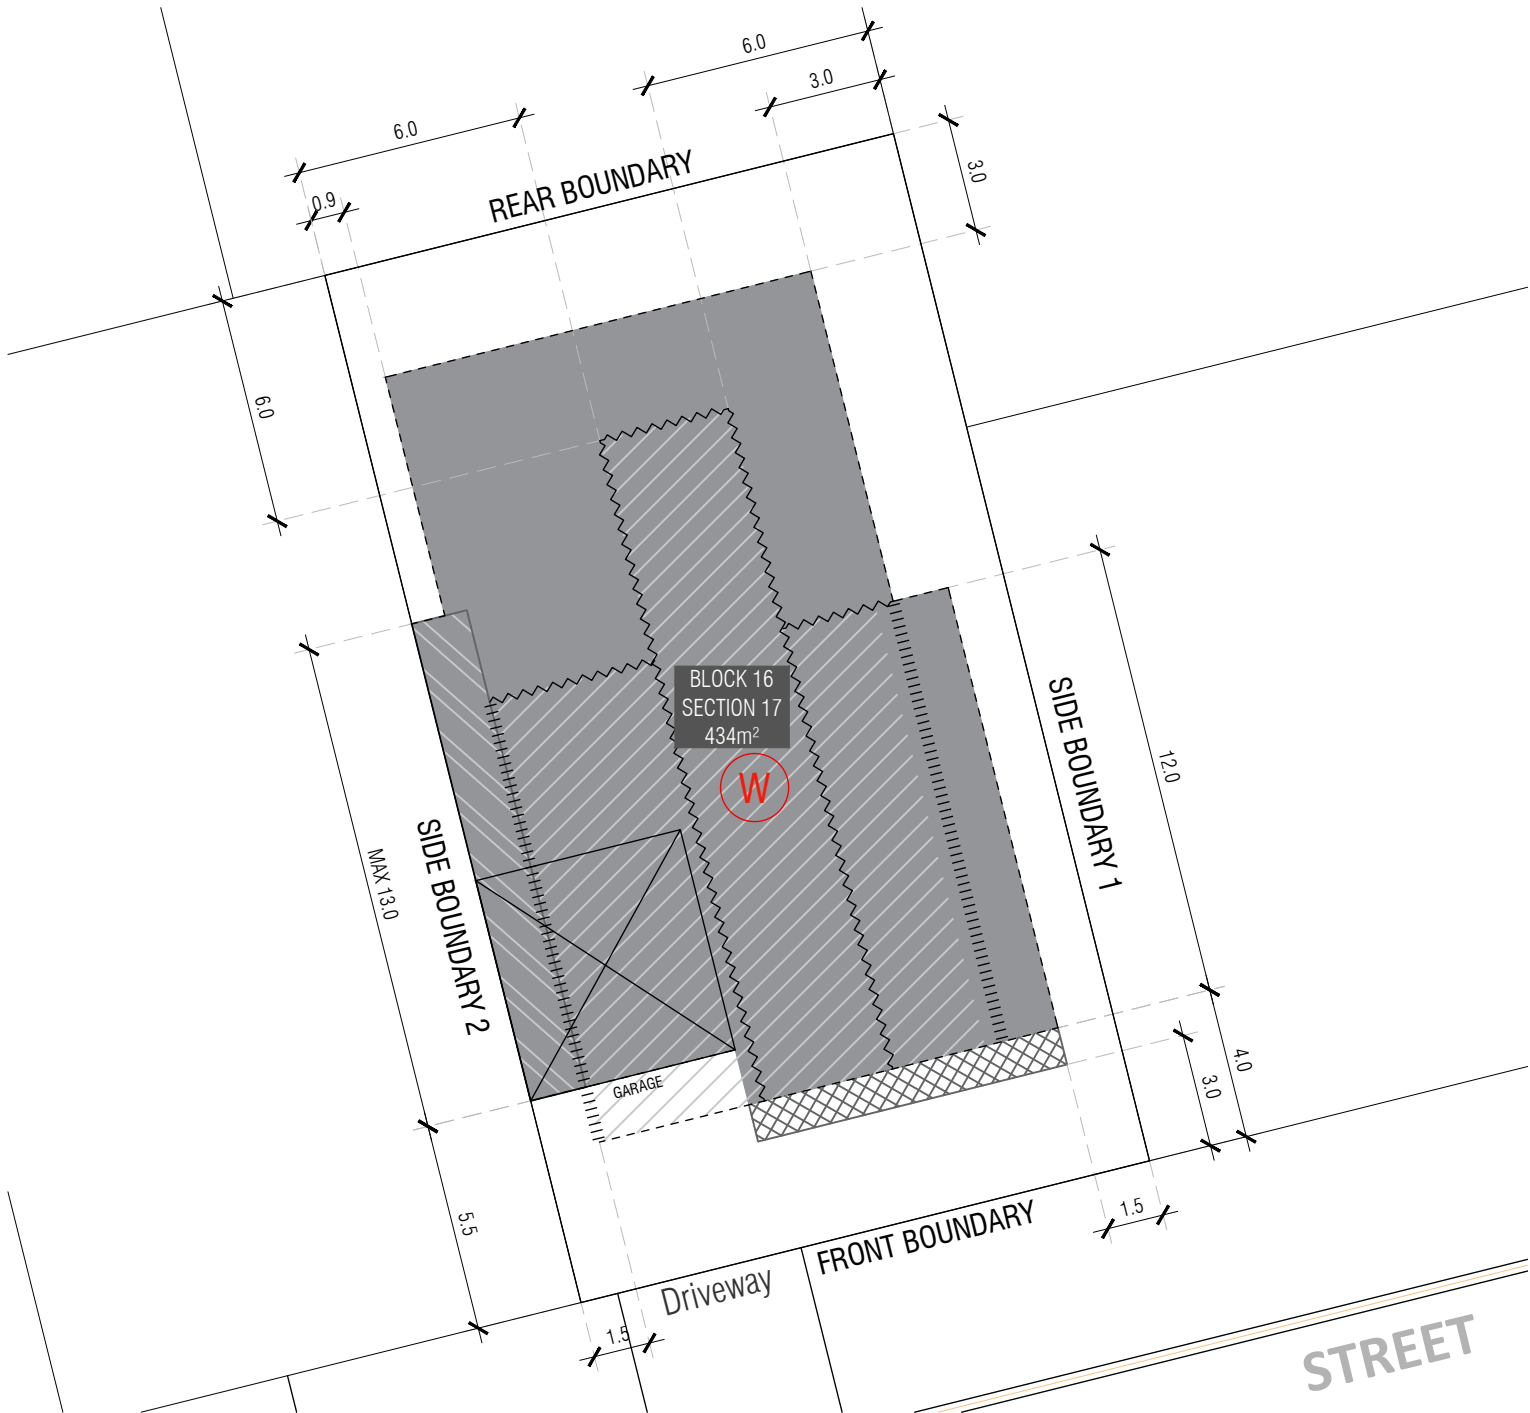 6.0
3.0
6.0
REAR BOUNDARY
3.0
0.9
6.0
BLOCK 16
SECTION 17
434m²
W
SIDE BOUNDARY 1
12.0
SIDE BOUNDARY 2
MAX 13.0
GARAGE
4.0
3.0
5.5
1.5
FRONT BOUNDARY
Driveway
1.5
STREET